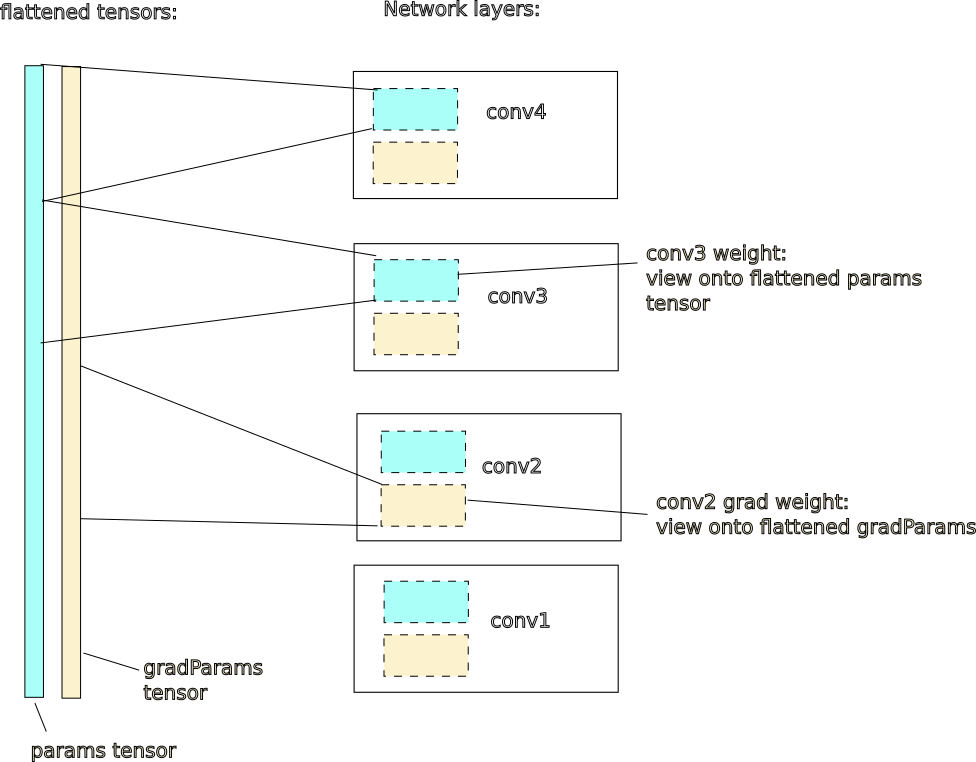 flattened tensors:
Network layers:
conv4
conv3
conv3 weight:
view onto flattened params
tensor
conv2
conv2 grad weight:
view onto flattened gradParams
conv1
gradParams
tensor
params tensor